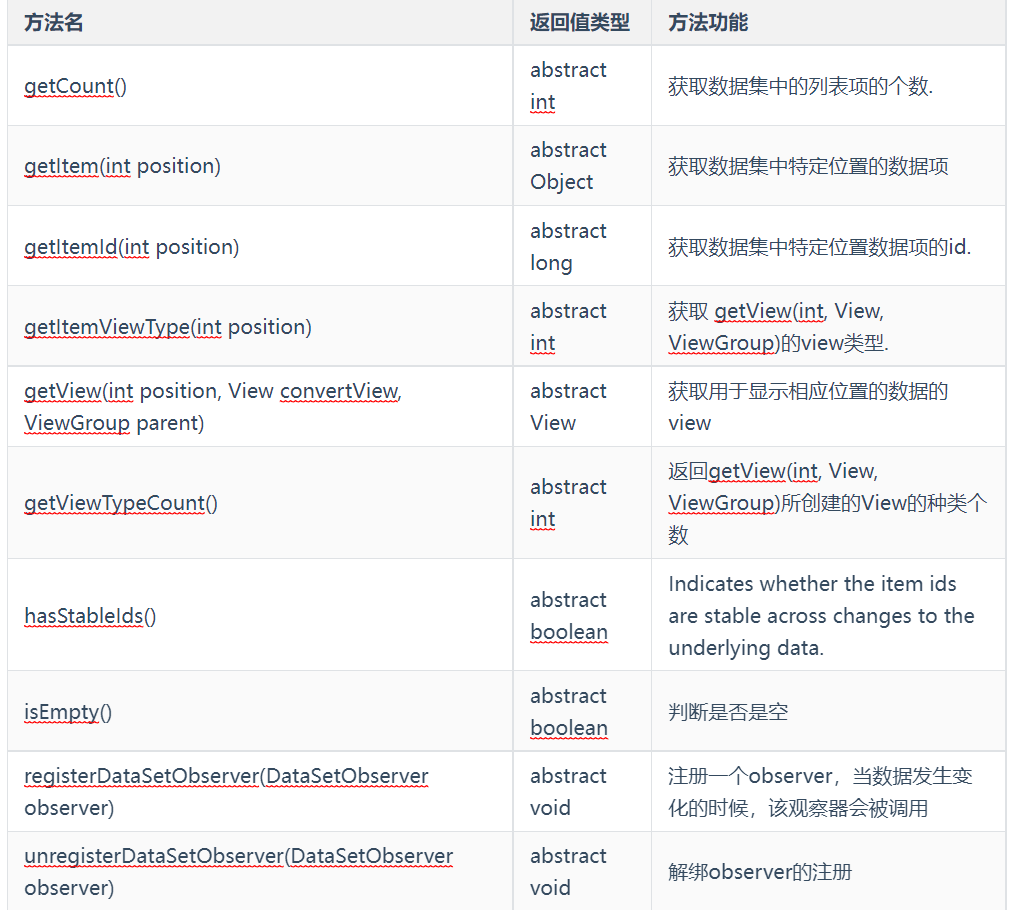 方法名 返回值类型 方法功能
getCount() abstract int 获取数据集中的列表项的个数.
getItem(int position) abstract Object 获取数据集中特定位置的数据项
getItemId(int position) abstract long 获取数据集中特定位置数据项的id.
getItemViewType(int position) abstract int 获取 getView(int, View, ViewGroup)的view类型.
getView(int position, View convertView, ViewGroup parent) abstract View 获取用于显示相应位置的数据的view
getViewTypeCount() abstract int 返回getView(int, View, ViewGroup)所创建的View的种类个数
hasStableIds() abstract boolean Indicates whether the item ids are stable across changes to the underlying data.
isEmpty() abstract boolean 判断是否是空
registerDataSetObserver(DataSetObserver observer) abstract void 注册一个observer，当数据发生变化的时候，该观察器会被调用
unregisterDataSetObserver(DataSetObserver observer) abstract void 解绑observer的注册